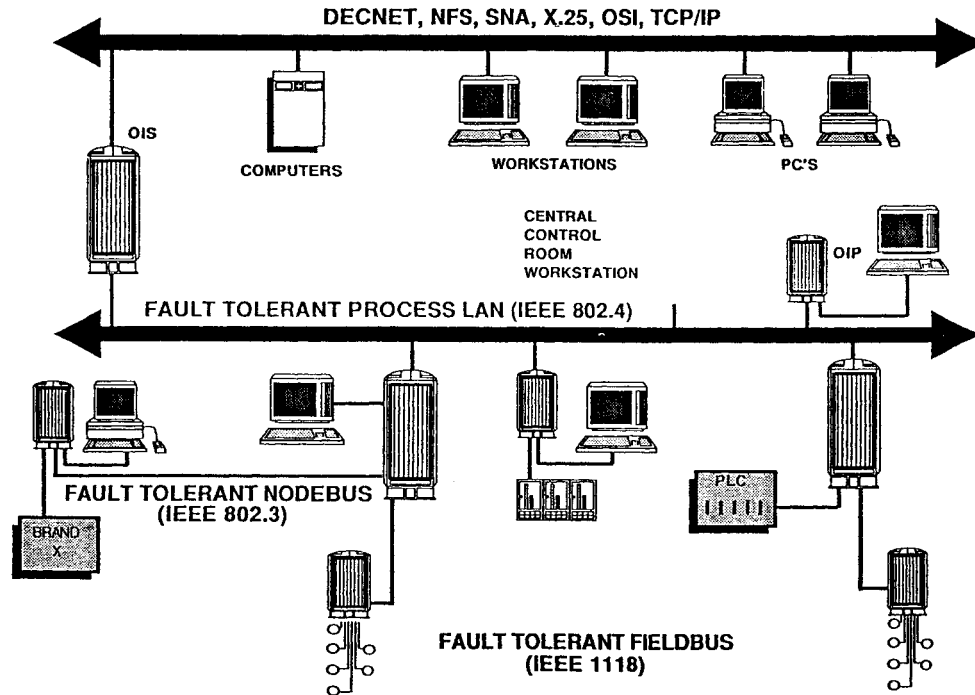 DECNET, NFS, SNA, X.25, OSI, TCP/IP
OIS
COMPUTERS
WORKSTATIONS
PC'S
CENTRAL
CONTROL
ROOM
WORKSTATION
OIP
FAULT TOLERANT PROCESS LAN (IEEE 802.4)
FAULT TOLERANT NODEBUS
(IEEE 802.3)
PLC
BRAND
X
FAULT TOLERANT FIELDBUS
(IEEE 1118)